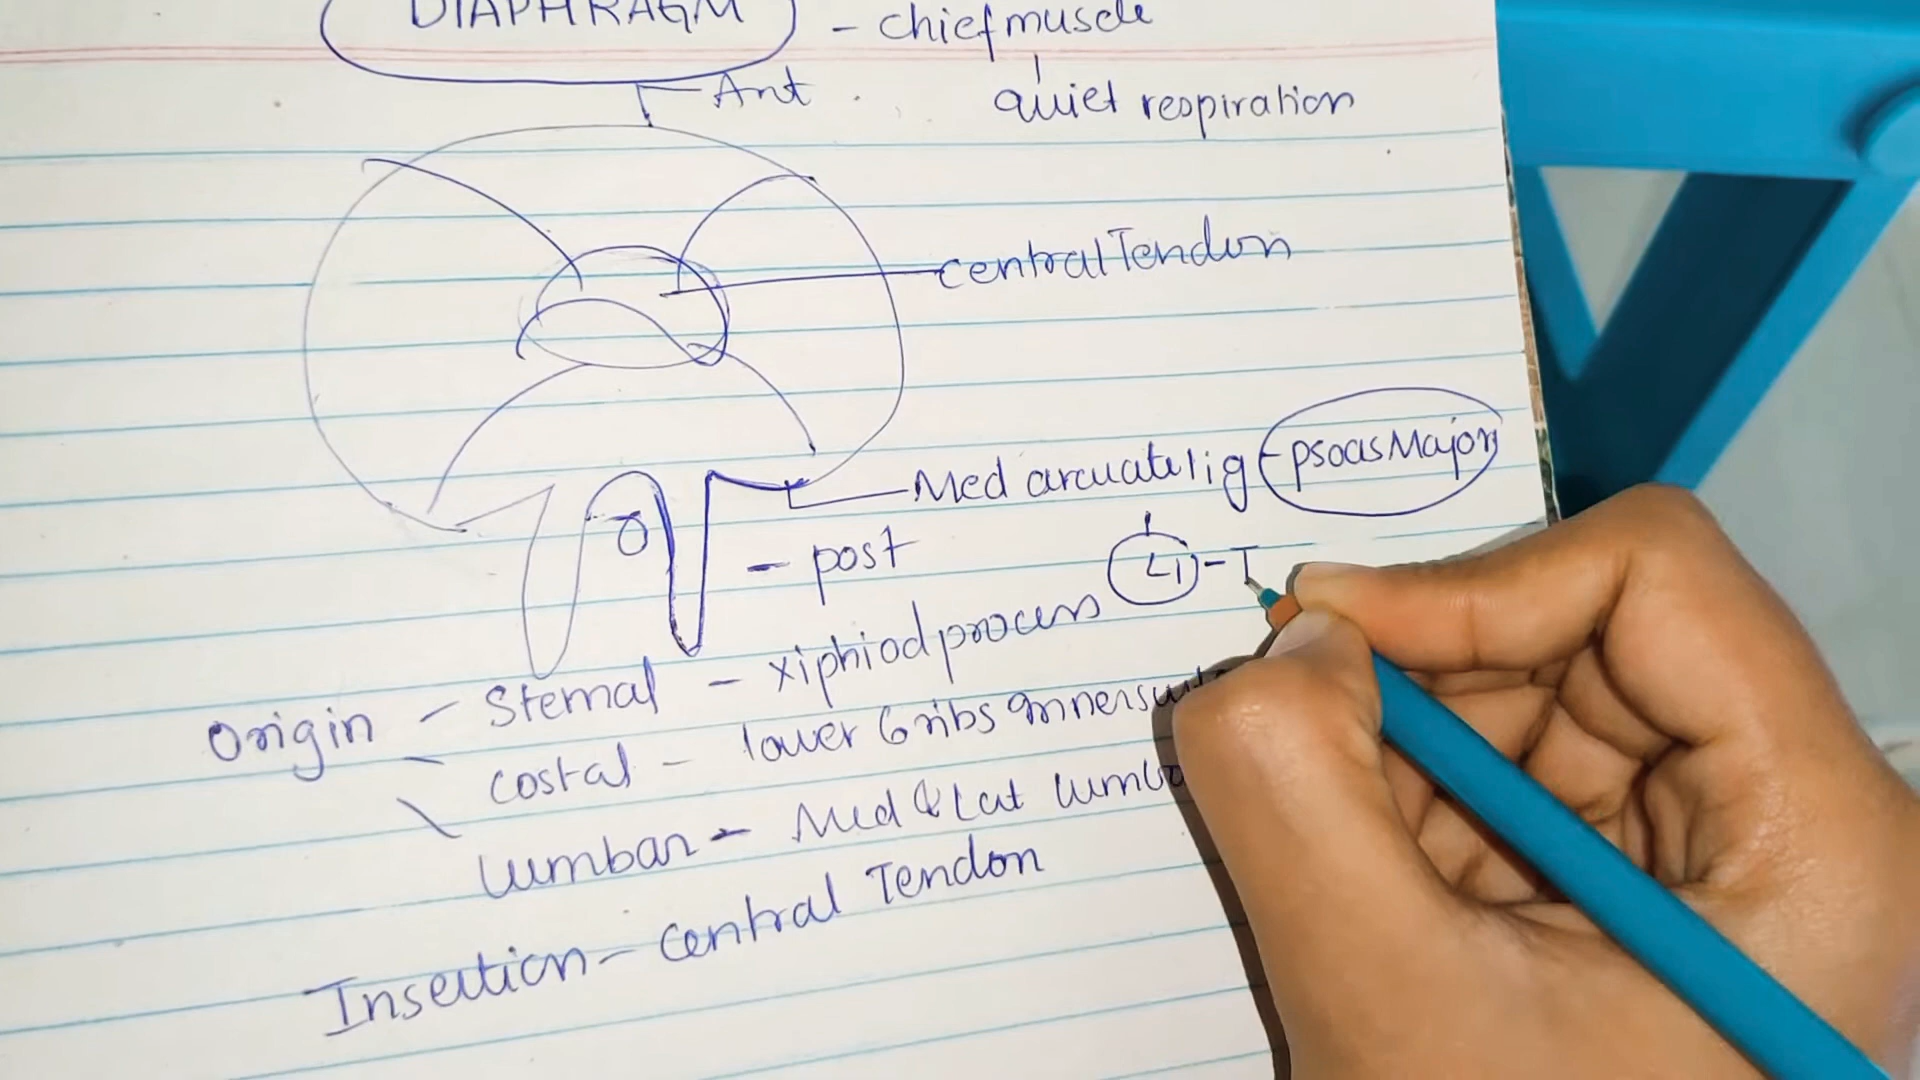 DIAPHRAGM - chief muscle
Ant
quiet respiration
central Tendon
Med arcuate lig - psoas Major
- post
L1 - T
Origin - Sternal - xiphiod process
costal - lower 6 ribs inner
Lumbar - Med & Lat
Insertion - central Tendon